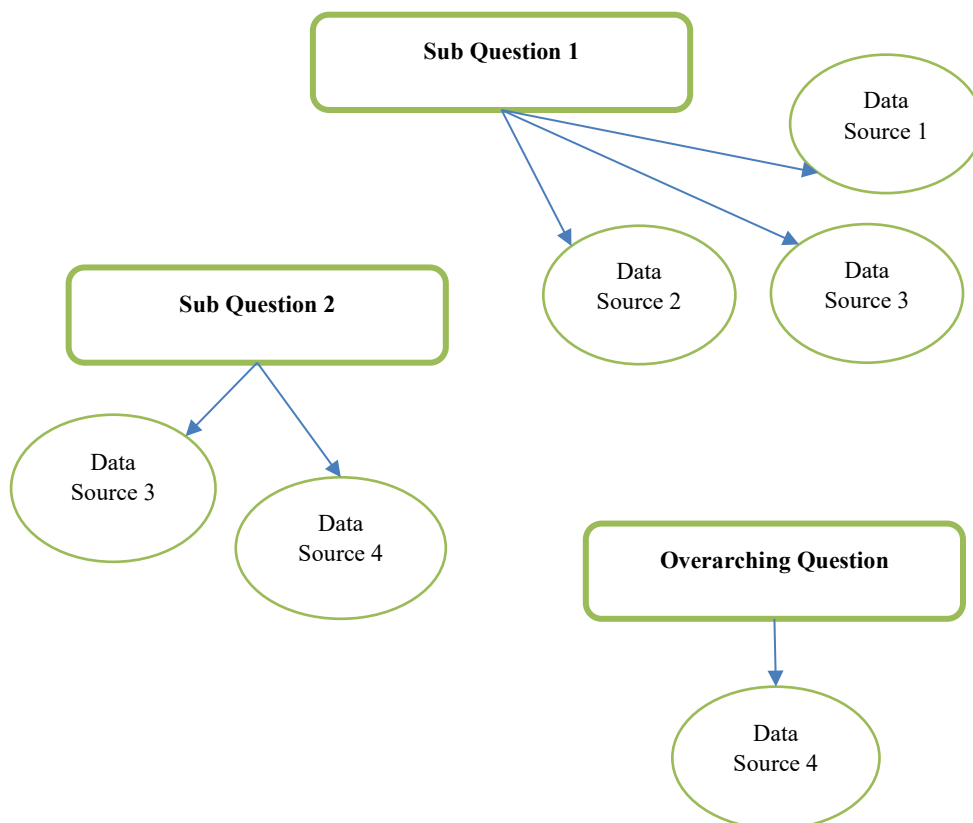 Sub Question 1
Data
Source 1
Data
Source 2
Data
Source 3
Sub Question 2
Data
Source 3
Data
Source 4
Overarching Question
Data
Source 4